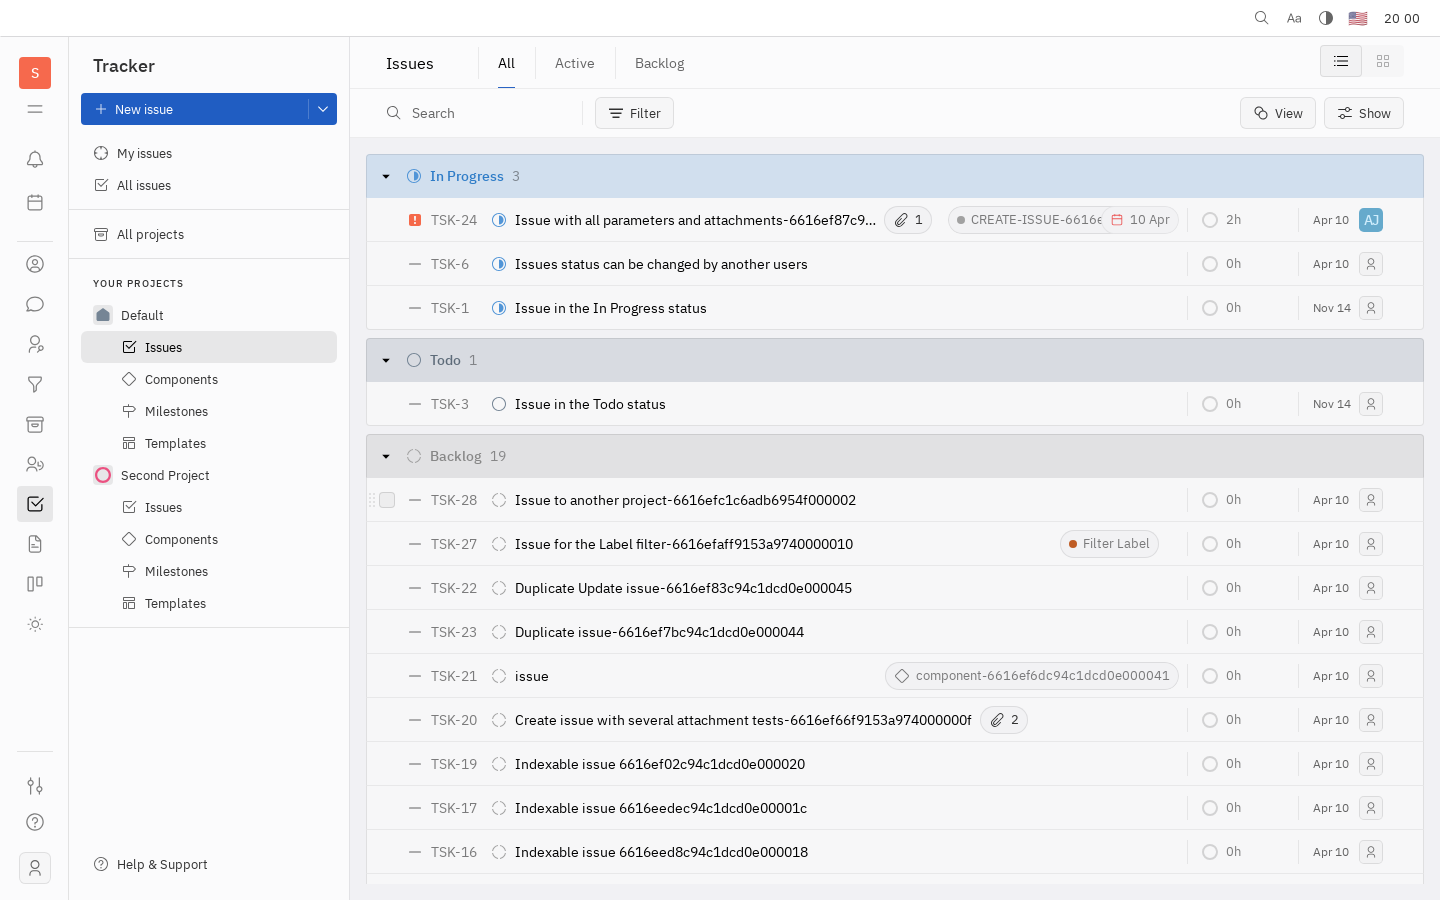 Aa 20 00
S
Tracker
New issue
My issues
All issues
All projects
YOUR PROJECTS
Default
Issues
Components
Milestones
Templates
Second Project
Issues
Components
Milestones
Templates
Help & Support
Issues All Active Backlog
Search Filter View Show
In Progress 3
TSK-24 Issue with all parameters and attachments-6616ef87c9... 1 CREATE-ISSUE-6616e 10 Apr 2h Apr 10 AJ
TSK-6 Issues status can be changed by another users 0h Apr 10
TSK-1 Issue in the In Progress status 0h Nov 14
Todo 1
TSK-3 Issue in the Todo status 0h Nov 14
Backlog 19
TSK-28 Issue to another project-6616efc1c6adb6954f000002 0h Apr 10
TSK-27 Issue for the Label filter-6616efaff9153a9740000010 Filter Label 0h Apr 10
TSK-22 Duplicate Update issue-6616ef83c94c1dcd0e000045 0h Apr 10
TSK-23 Duplicate issue-6616ef7bc94c1dcd0e000044 0h Apr 10
TSK-21 issue component-6616ef6dc94c1dcd0e000041 0h Apr 10
TSK-20 Create issue with several attachment tests-6616ef66f9153a974000000f 2 0h Apr 10
TSK-19 Indexable issue 6616ef02c94c1dcd0e000020 0h Apr 10
TSK-17 Indexable issue 6616eedec94c1dcd0e00001c 0h Apr 10
TSK-16 Indexable issue 6616eed8c94c1dcd0e000018 0h Apr 10